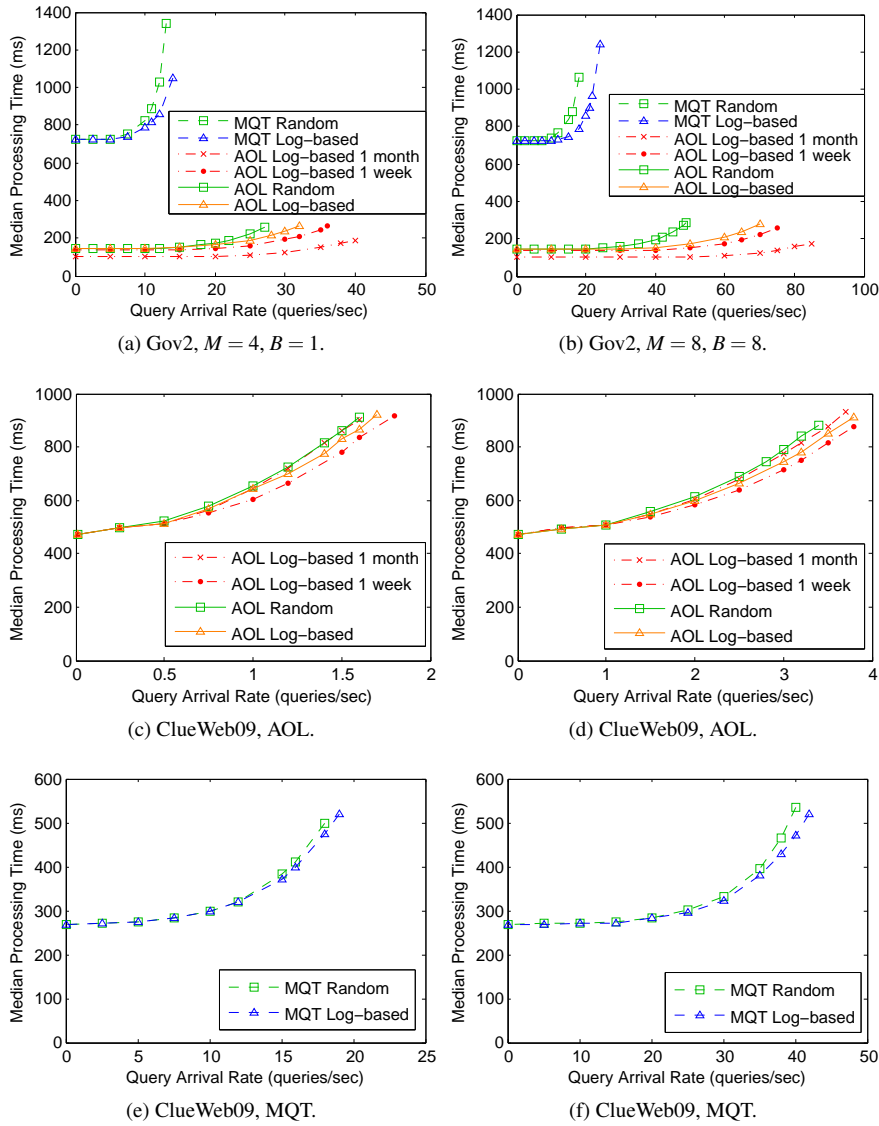 1400
1200
1000
800
600
400
200
0
0 10 20 30 40 50
Median Processing Time (ms)
Query Arrival Rate (queries/sec)
MQT Random
MQT Log−based
AOL Log−based 1 month
AOL Log−based 1 week
AOL Random
AOL Log−based
(a) Gov2, M = 4, B = 1.
1400
1200
1000
800
600
400
200
0
0 20 40 60 80 100
Median Processing Time (ms)
Query Arrival Rate (queries/sec)
MQT Random
MQT Log−based
AOL Log−based 1 month
AOL Log−based 1 week
AOL Random
AOL Log−based
(b) Gov2, M = 8, B = 8.
1000
800
600
400
200
0
0 0.5 1 1.5 2
Median Processing Time (ms)
Query Arrival Rate (queries/sec)
AOL Log−based 1 month
AOL Log−based 1 week
AOL Random
AOL Log−based
(c) ClueWeb09, AOL.
1000
800
600
400
200
0
0 1 2 3 4
Median Processing Time (ms)
Query Arrival Rate (queries/sec)
AOL Log−based 1 month
AOL Log−based 1 week
AOL Random
AOL Log−based
(d) ClueWeb09, AOL.
600
500
400
300
200
100
0
0 5 10 15 20 25
Median Processing Time (ms)
Query Arrival Rate (queries/sec)
MQT Random
MQT Log−based
(e) ClueWeb09, MQT.
600
500
400
300
200
100
0
0 10 20 30 40 50
Median Processing Time (ms)
Query Arrival Rate (queries/sec)
MQT Random
MQT Log−based
(f) ClueWeb09, MQT.